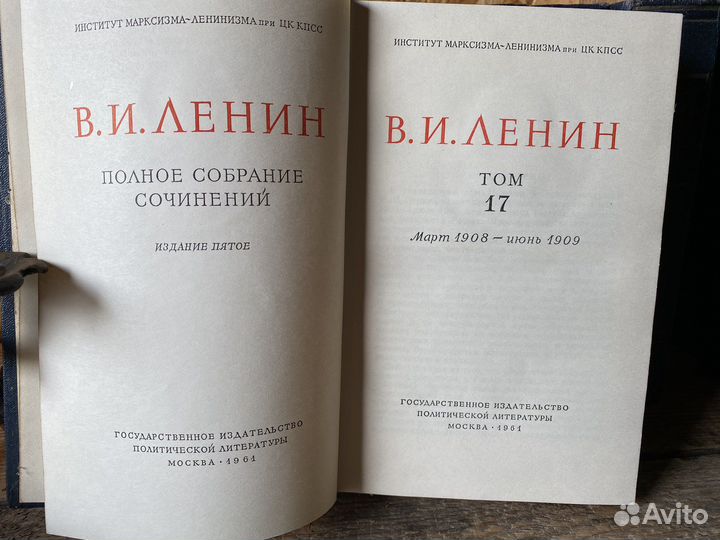 ИНСТИТУТ МАРКСИЗМА-ЛЕНИНИЗМА ПРИ ЦК КПСС
В. И. ЛЕНИН
ПОЛНОЕ СОБРАНИЕ
СОЧИНЕНИЙ
ИЗДАНИЕ ПЯТОЕ
ГОСУДАРСТВЕННОЕ ИЗДАТЕЛЬСТВО
ПОЛИТИЧЕСКОЙ ЛИТЕРАТУРЫ
МОСКВА · 1961
ИНСТИТУТ МАРКСИЗМА-ЛЕНИНИЗМА ПРИ ЦК КПСС
В. И. ЛЕНИН
ТОМ
17
Март 1908 — июнь 1909
ГОСУДАРСТВЕННОЕ ИЗДАТЕЛЬСТВО
ПОЛИТИЧЕСКОЙ ЛИТЕРАТУРЫ
МОСКВА · 1961
Avito